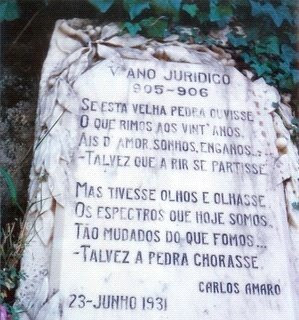 Vº ANO JURIDICO
905-906
SE ESTA VELHA PEDRA OUVISSE
O QUE RIMOS AOS VINT'ANOS,
AIS D'AMOR, SONHOS, ENGANOS...
-TALVEZ QUE A RIR SE PARTISSE
MAS TIVESSE OLHOS E OLHASSE
OS ESPECTROS QUE HOJE SOMOS,
TÃO MUDADOS DO QUE FOMOS...
-TALVEZ A PEDRA CHORASSE.
CARLOS AMARO
23-JUNHO 1931